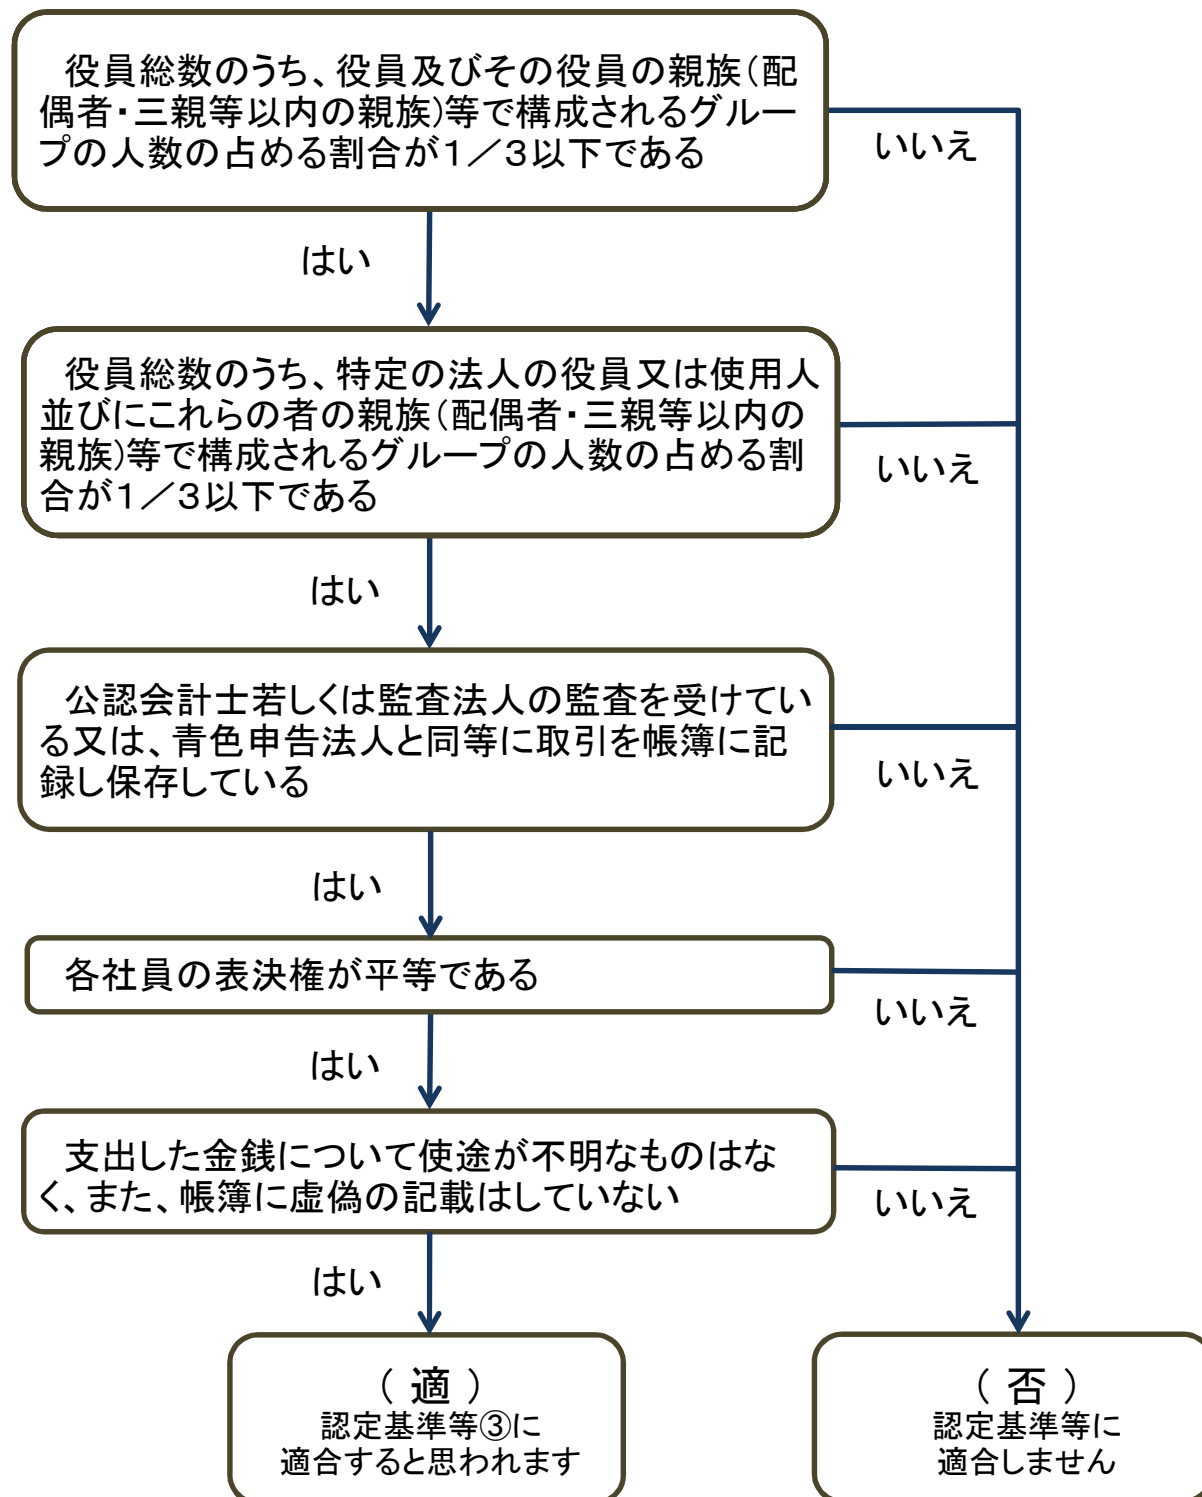 役員総数のうち、役員及びその役員の親族(配
偶者・三親等以内の親族)等で構成されるグルー
プの人数の占める割合が1/3以下である
いいえ
はい
役員総数のうち、特定の法人の役員又は使用人
並びにこれらの者の親族(配偶者・三親等以内の
親族)等で構成されるグループの人数の占める割
合が1/3以下である
いいえ
はい
公認会計士若しくは監査法人の監査を受けてい
る又は、青色申告法人と同等に取引を帳簿に記
録し保存している
いいえ
はい
各社員の表決権が平等である
いいえ
はい
支出した金銭について使途が不明なものはな
く、また、帳簿に虚偽の記載はしていない
いいえ
はい
( 適 )
認定基準等③に
適合すると思われます
( 否 )
認定基準等に
適合しません